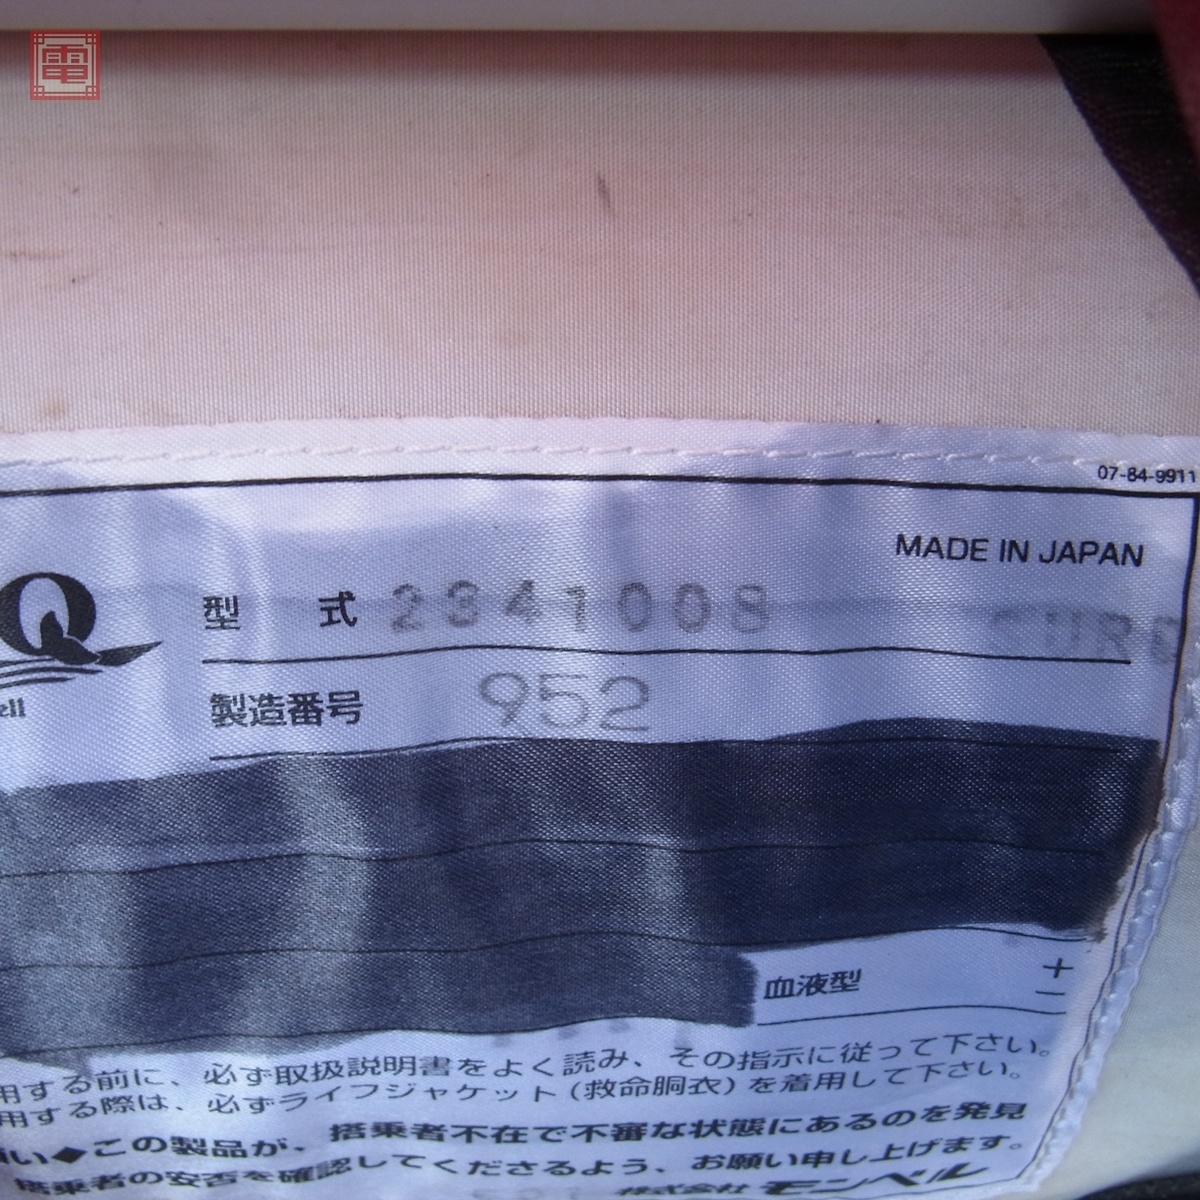 電
07-84-9911
MADE IN JAPAN
Q
型 式 2341008
ell
製造番号 952
血液型 + −
用する前に、必ず取扱説明書をよく読み、その指示に従って下さい。
用する際は、必ずライフジャケット(救命胴衣)を着用して下さい。
い◆この製品が、搭乗者不在で不審な状態にあるのを発見
搭乗者の安否を確認してくださるよう、お願い申し上げます。
株式会社 モンベル